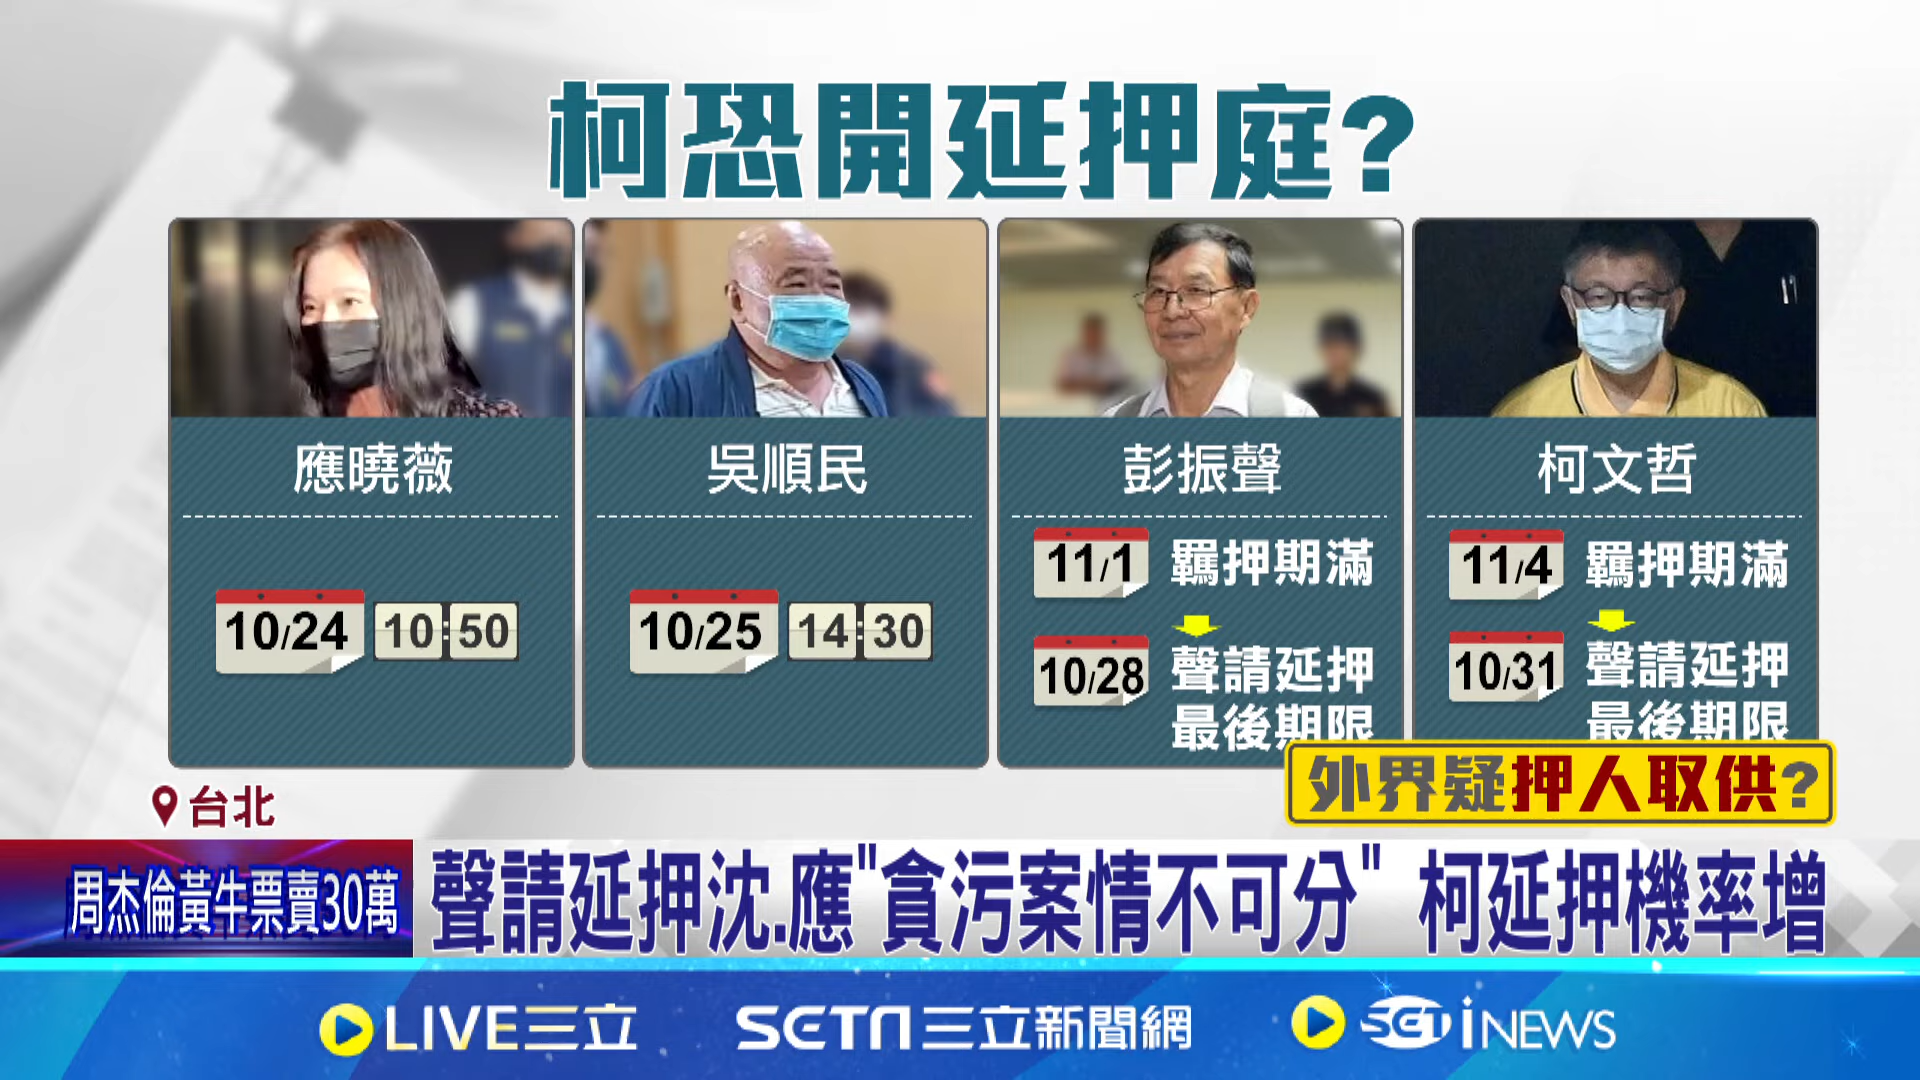 柯恐開延押庭?
應曉薇
10/24 10:50
吳順民
10/25 14:30
彭振聲
11/1 羈押期滿
10/28 聲請延押
最後期限
柯文哲
11/4 羈押期滿
10/31 聲請延押
最後期限
外界疑押人取供?
台北
周杰倫黃牛票賣30萬
聲請延押沈.應"貪污案情不可分" 柯延押機率增
LIVE三立
SETN三立新聞網
SETiNEWS